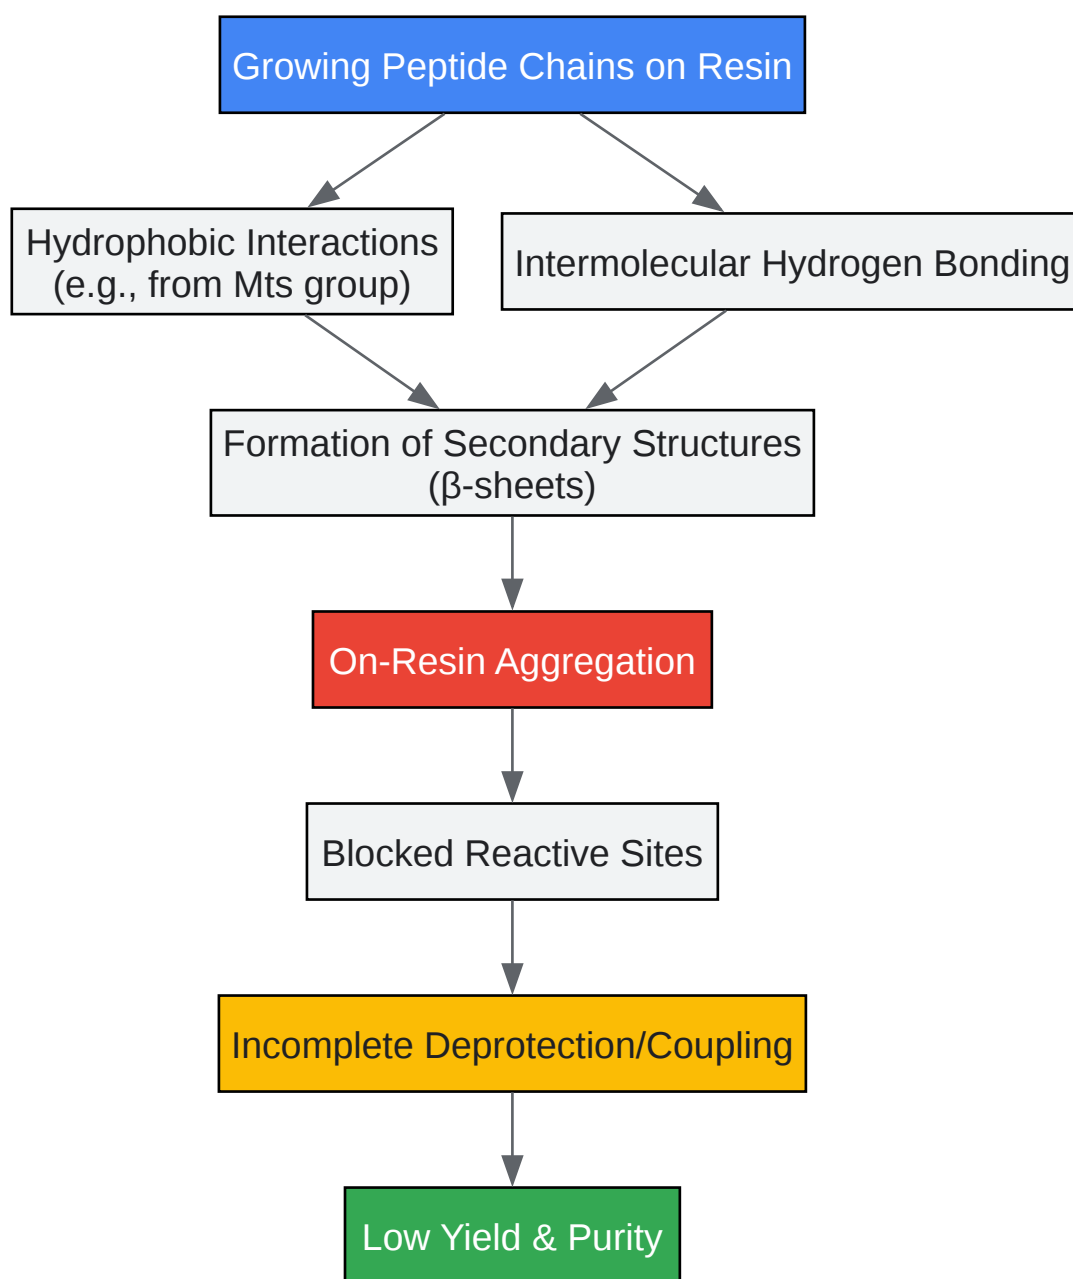 Growing Peptide Chains on Resin
Hydrophobic Interactions
(e.g., from Mts group)
Intermolecular Hydrogen Bonding
Formation of Secondary Structures
(β-sheets)
On-Resin Aggregation
Blocked Reactive Sites
Incomplete Deprotection/Coupling
Low Yield & Purity